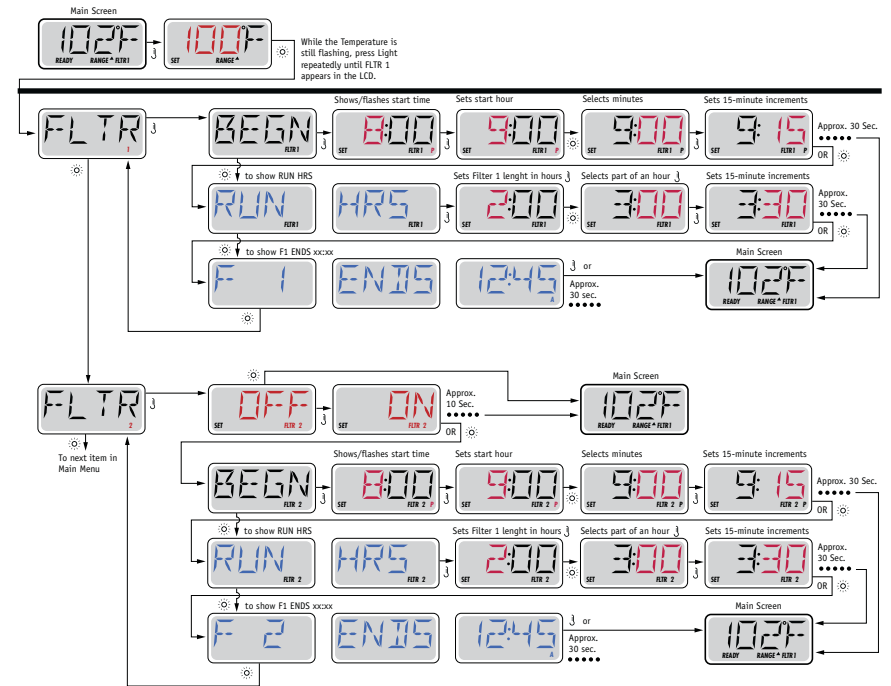 Main Screen
102°F
READY RANGE FLTR1
100°F
SET RANGE
While the Temperature is
still flashing, press Light
repeatedly until FLTR 1
appears in the LCD.
Shows/flashes start time
Sets start hour
Selects minutes
Sets 15-minute increments
FLTR
1
BEGN
FLTR1
8:00
SET FLTR1 P
9:00
SET FLTR1 P
9:00
SET FLTR1 P
9:15
SET FLTR1 P
Approx. 30 Sec.
OR
to show RUN HRS
Sets Filter 1 lenght in hours
Selects part of an hour
Sets 15-minute increments
RUN
FLTR1
HRS
2:00
SET FLTR1
3:00
SET FLTR1
3:30
SET FLTR1
Approx.
30 Sec.
OR
to show F1 ENDS xx:xx
F 1
ENDS
12:45
A
or
Approx.
30 sec.
Main Screen
102°F
READY RANGE FLTR1
FLTR
2
To next item in
Main Menu
OFF
SET FLTR 2
ON
SET FLTR 2
Approx.
10 Sec.
OR
Main Screen
102°F
READY RANGE FLTR1
Shows/flashes start time
Sets start hour
Selects minutes
Sets 15-minute increments
BEGN
FLTR 2
8:00
SET FLTR 2 P
9:00
SET FLTR 2 P
9:00
SET FLTR 2 P
9:15
SET FLTR 2 P
Approx. 30 Sec.
OR
to show RUN HRS
Sets Filter 1 lenght in hours
Selects part of an hour
Sets 15-minute increments
RUN
FLTR 2
HRS
FLTR 2
2:00
SET FLTR 2
3:00
SET FLTR 2
3:30
SET FLTR 2
Approx.
30 Sec.
OR
to show F1 ENDS xx:xx
F 2
ENDS
12:45
A
or
Approx.
30 sec.
Main Screen
102°F
READY RANGE FLTR1